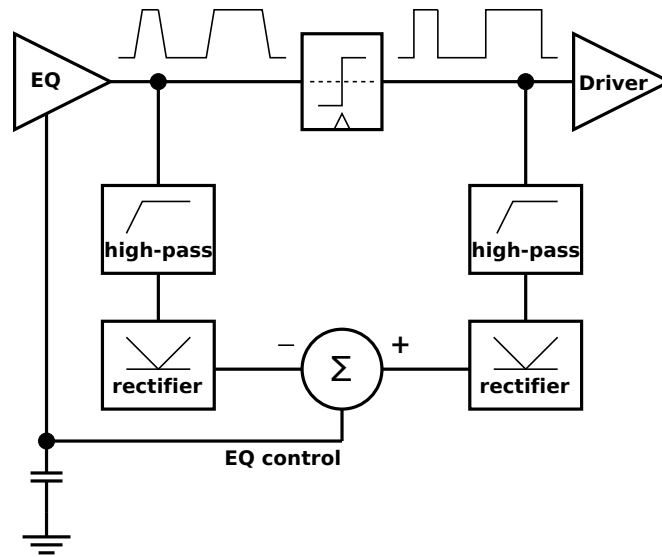 EQ
Driver
high-pass
high-pass
rectifier
− Σ +
rectifier
EQ control